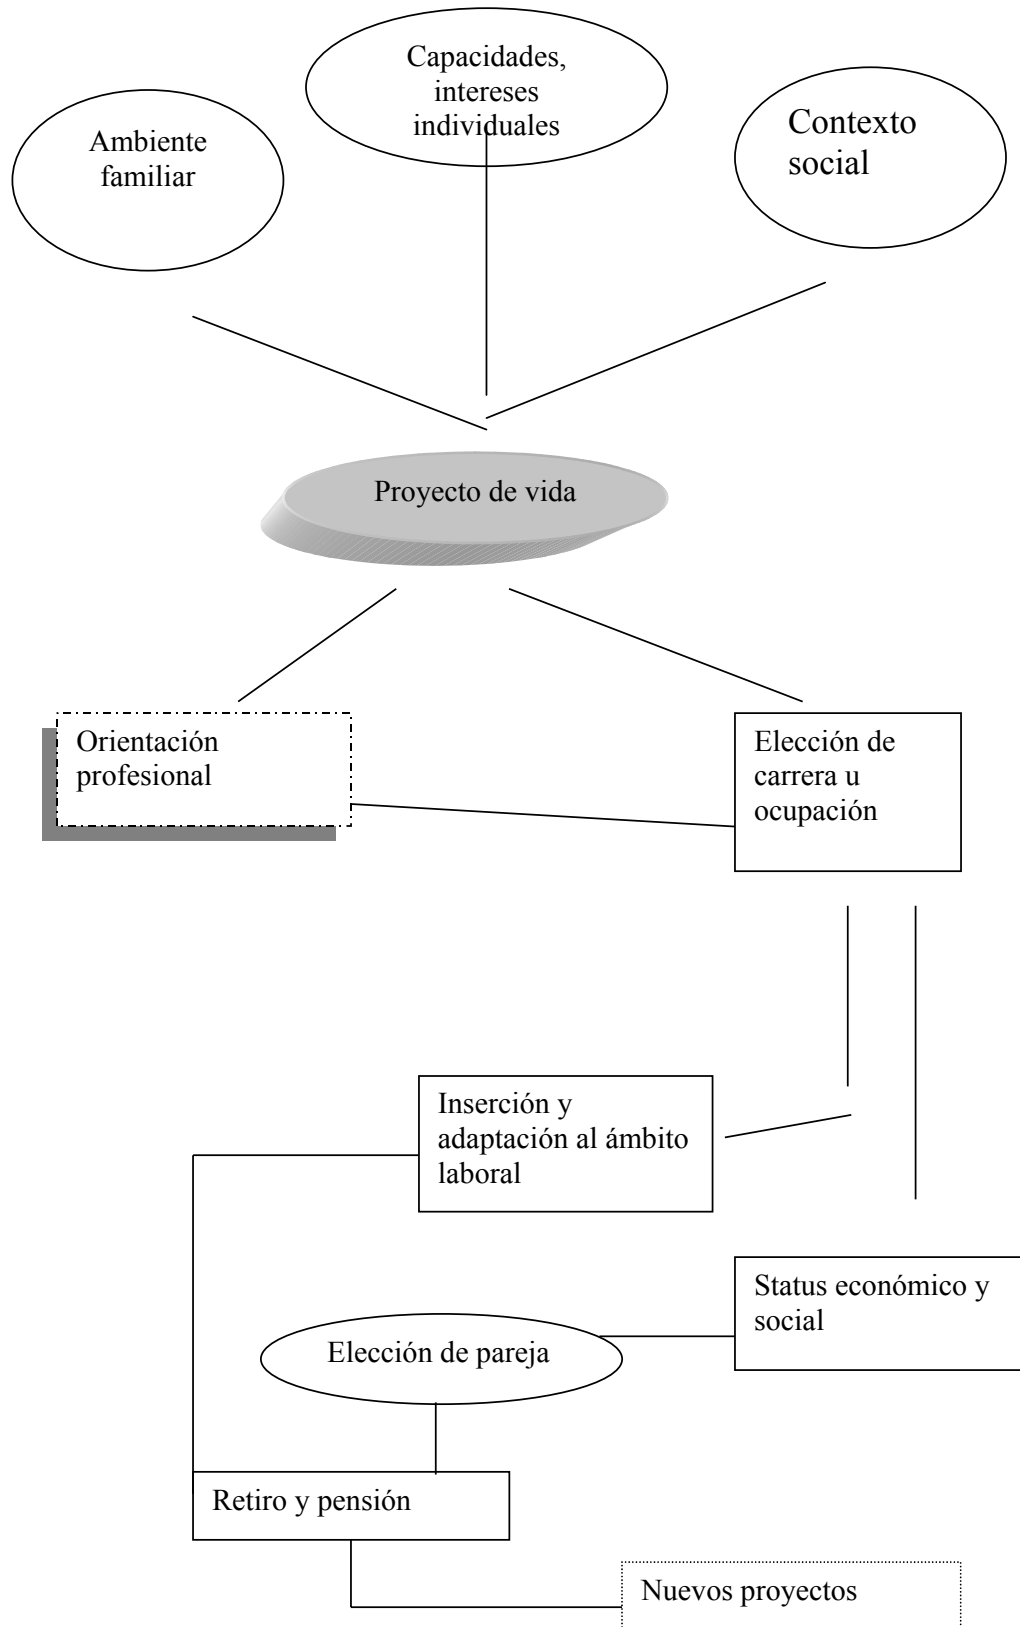 Capacidades,
intereses
individuales
Ambiente
familiar
Contexto
social
Proyecto de vida
Orientación
profesional
Elección de
carrera u
ocupación
Inserción y
adaptación al ámbito
laboral
Status económico y
social
Elección de pareja
Retiro y pensión
Nuevos proyectos